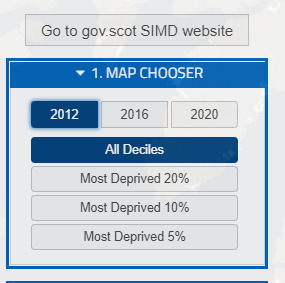 Go to gov.scot SIMD website
1. MAP CHOOSER
2012 2016 2020
All Deciles
Most Deprived 20%
Most Deprived 10%
Most Deprived 5%